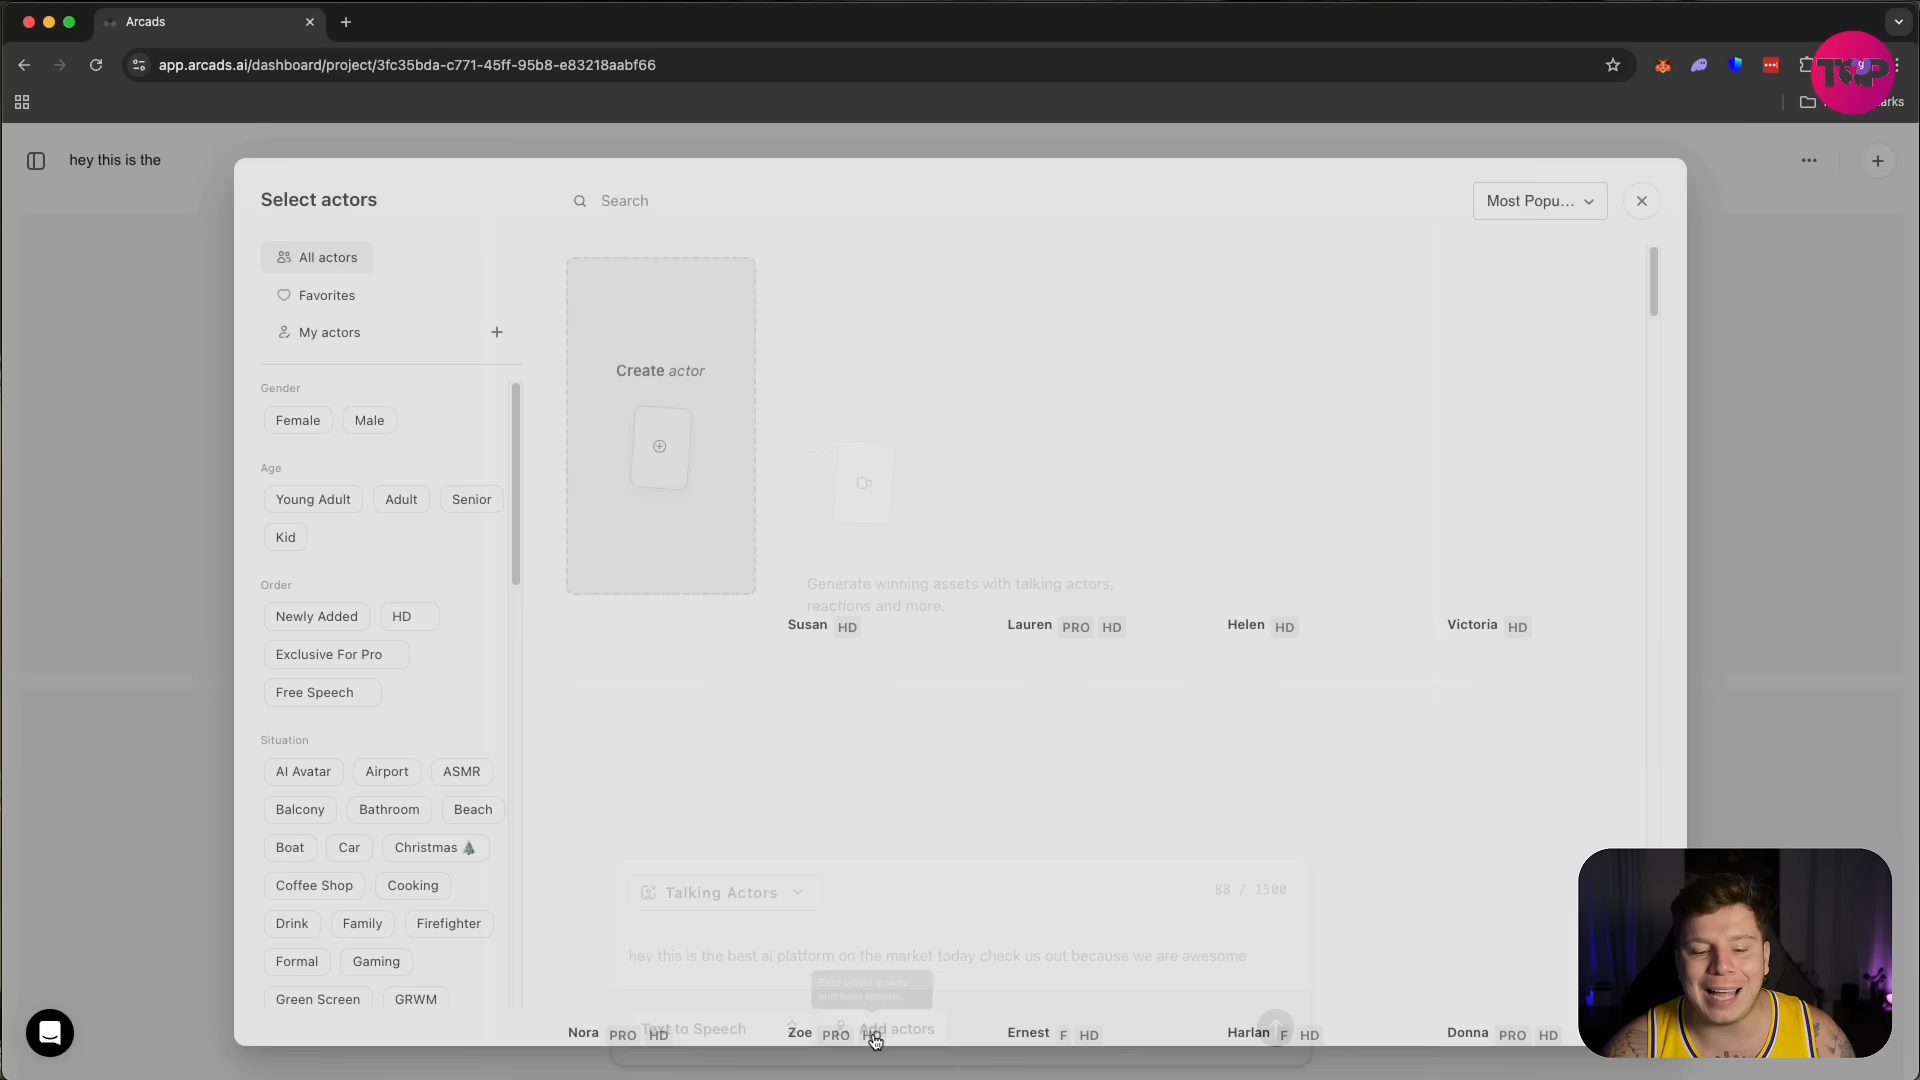 Arcads
app.arcads.ai/dashboard/project/3fc35bda-c771-45ff-95b8-e83218aabf66
TOP
arks
hey this is the
Select actors
Search
Most Popu...
All actors
Favorites
My actors
Gender
Female Male
Age
Young Adult Adult Senior
Kid
Order
Newly Added HD
Exclusive For Pro
Free Speech
Situation
AI Avatar Airport ASMR
Balcony Bathroom Beach
Boat Car Christmas 🎄
Coffee Shop Cooking
Drink Family Firefighter
Formal Gaming
Green Screen GRWM
Create actor
Generate winning assets with talking actors,
reactions and more.
Susan HD
Lauren PRO HD
Helen HD
Victoria HD
Talking Actors
88 / 1500
hey this is the best ai platform on the market today check us out because we are awesome
Text to Speech
Add actors
Nora PRO HD
Zoe PRO HD
Ernest F HD
Harlan F HD
Donna PRO HD